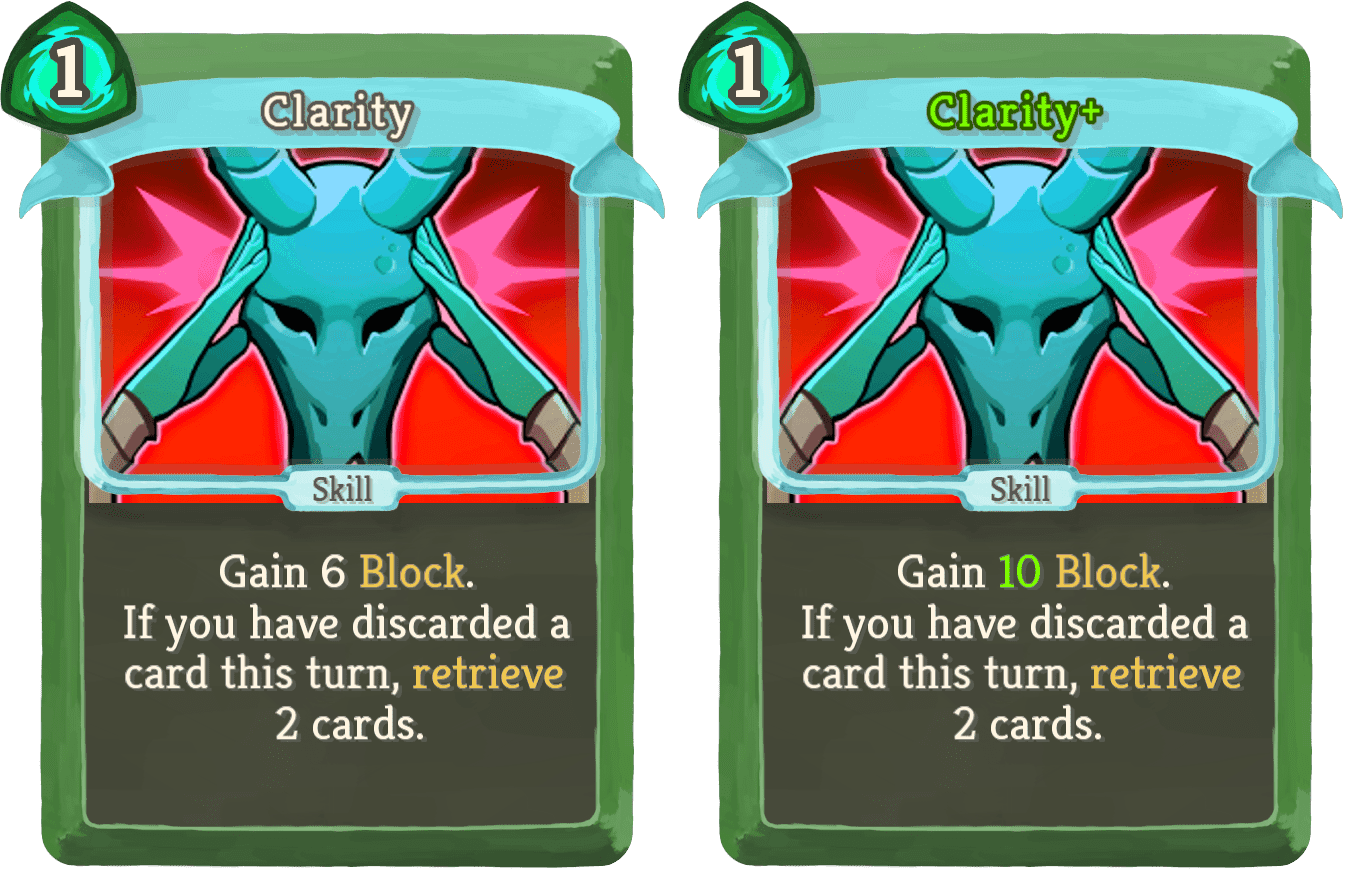 1
Clarity
Skill
Gain 6 Block.
If you have discarded a
card this turn, retrieve
2 cards.
1
Clarity+
Skill
Gain 10 Block.
If you have discarded a
card this turn, retrieve
2 cards.